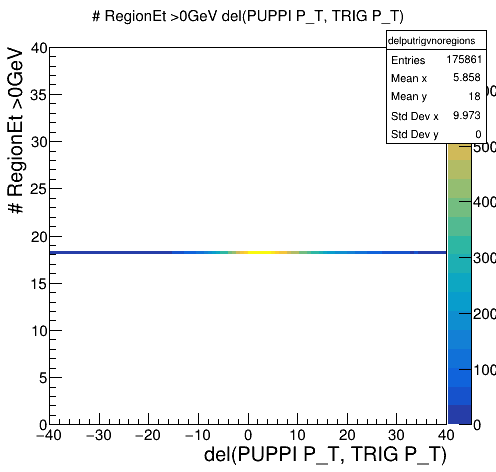 # RegionEt >0GeV del(PUPPI P_T, TRIG P_T)
delputrigvnoregions
Entries 175861
Mean x 5.858
Mean y 18
Std Dev x 9.973
Std Dev y 0
# RegionEt >0GeV
40
35
30
25
20
15
10
5
0
−40 −30 −20 −10 0 10 20 30 40
del(PUPPI P_T, TRIG P_T)
500
400
300
200
100
0